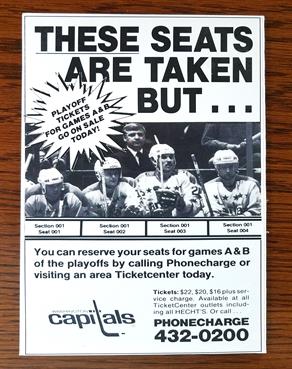 THESE SEATS
ARE TAKEN
BUT...
PLAYOFF
TICKETS
FOR GAMES A&B
GO ON SALE
TODAY!
Section 001
Seat 001
Section 001
Seat 002
Section 001
Seat 003
Section 001
Seat 004
You can reserve your seats for games A & B
of the playoffs by calling Phonecharge or
visiting an area Ticketcenter today.
WASHINGTON
capitals
Tickets: $22, $20, $16 plus ser-
vice charge. Available at all
TicketCenter outlets includ-
ing all HECHT'S. Or call...
PHONECHARGE
432-0200